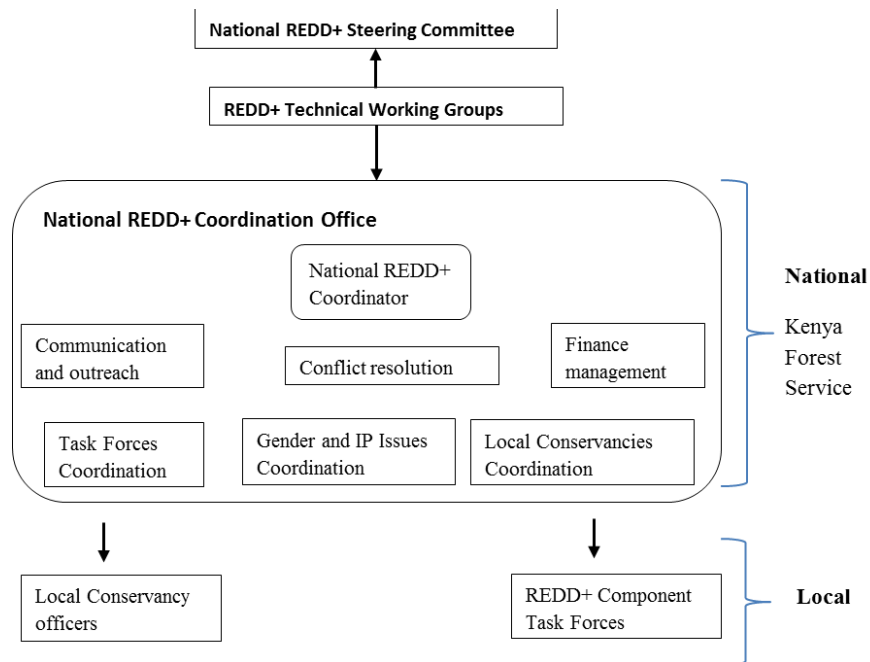 National REDD+ Steering Committee
REDD+ Technical Working Groups
National REDD+ Coordination Office
National REDD+
Coordinator
Communication
and outreach
Conflict resolution
Finance
management
Task Forces
Coordination
Gender and IP Issues
Coordination
Local Conservancies
Coordination
National
Kenya
Forest
Service
Local Conservancy
officers
REDD+ Component
Task Forces
Local